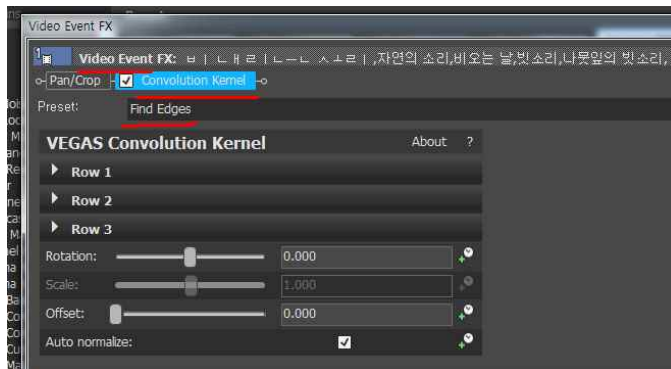 Video Event FX
1
Video Event FX: ㅂㅣㄴㅐㄹㅣㄴㅡㄴ ㅅㅗㄹㅣ,자연의 소리,비오는 날,빗소리,나뭇잎의 빗소리,
Pan/Crop Convolution Kernel
Preset: Find Edges
VEGAS Convolution Kernel About ?
Row 1
Row 2
Row 3
Rotation: 0.000
Scale: 1.000
Offset: 0.000
Auto normalize: